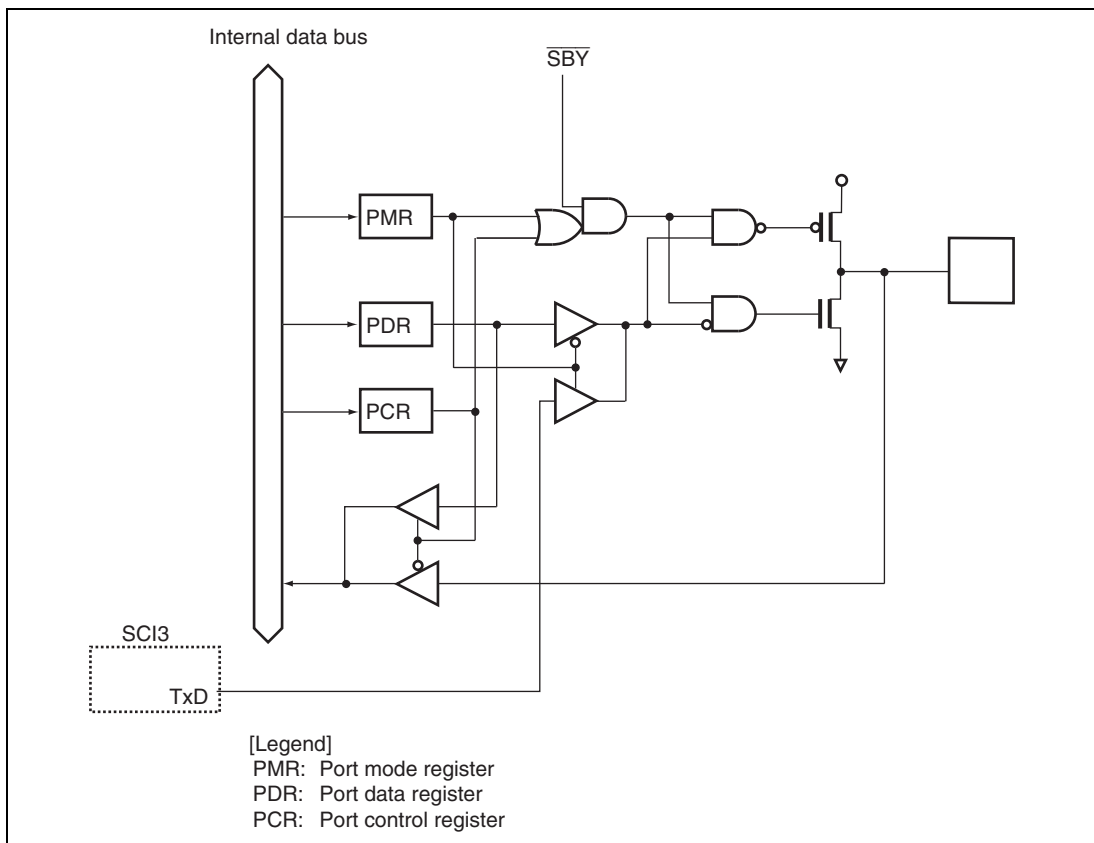 Internal data bus
S̅B̅Y̅
PMR
PDR
PCR
SCI3
TxD
[Legend]
PMR: Port mode register
PDR: Port data register
PCR: Port control register